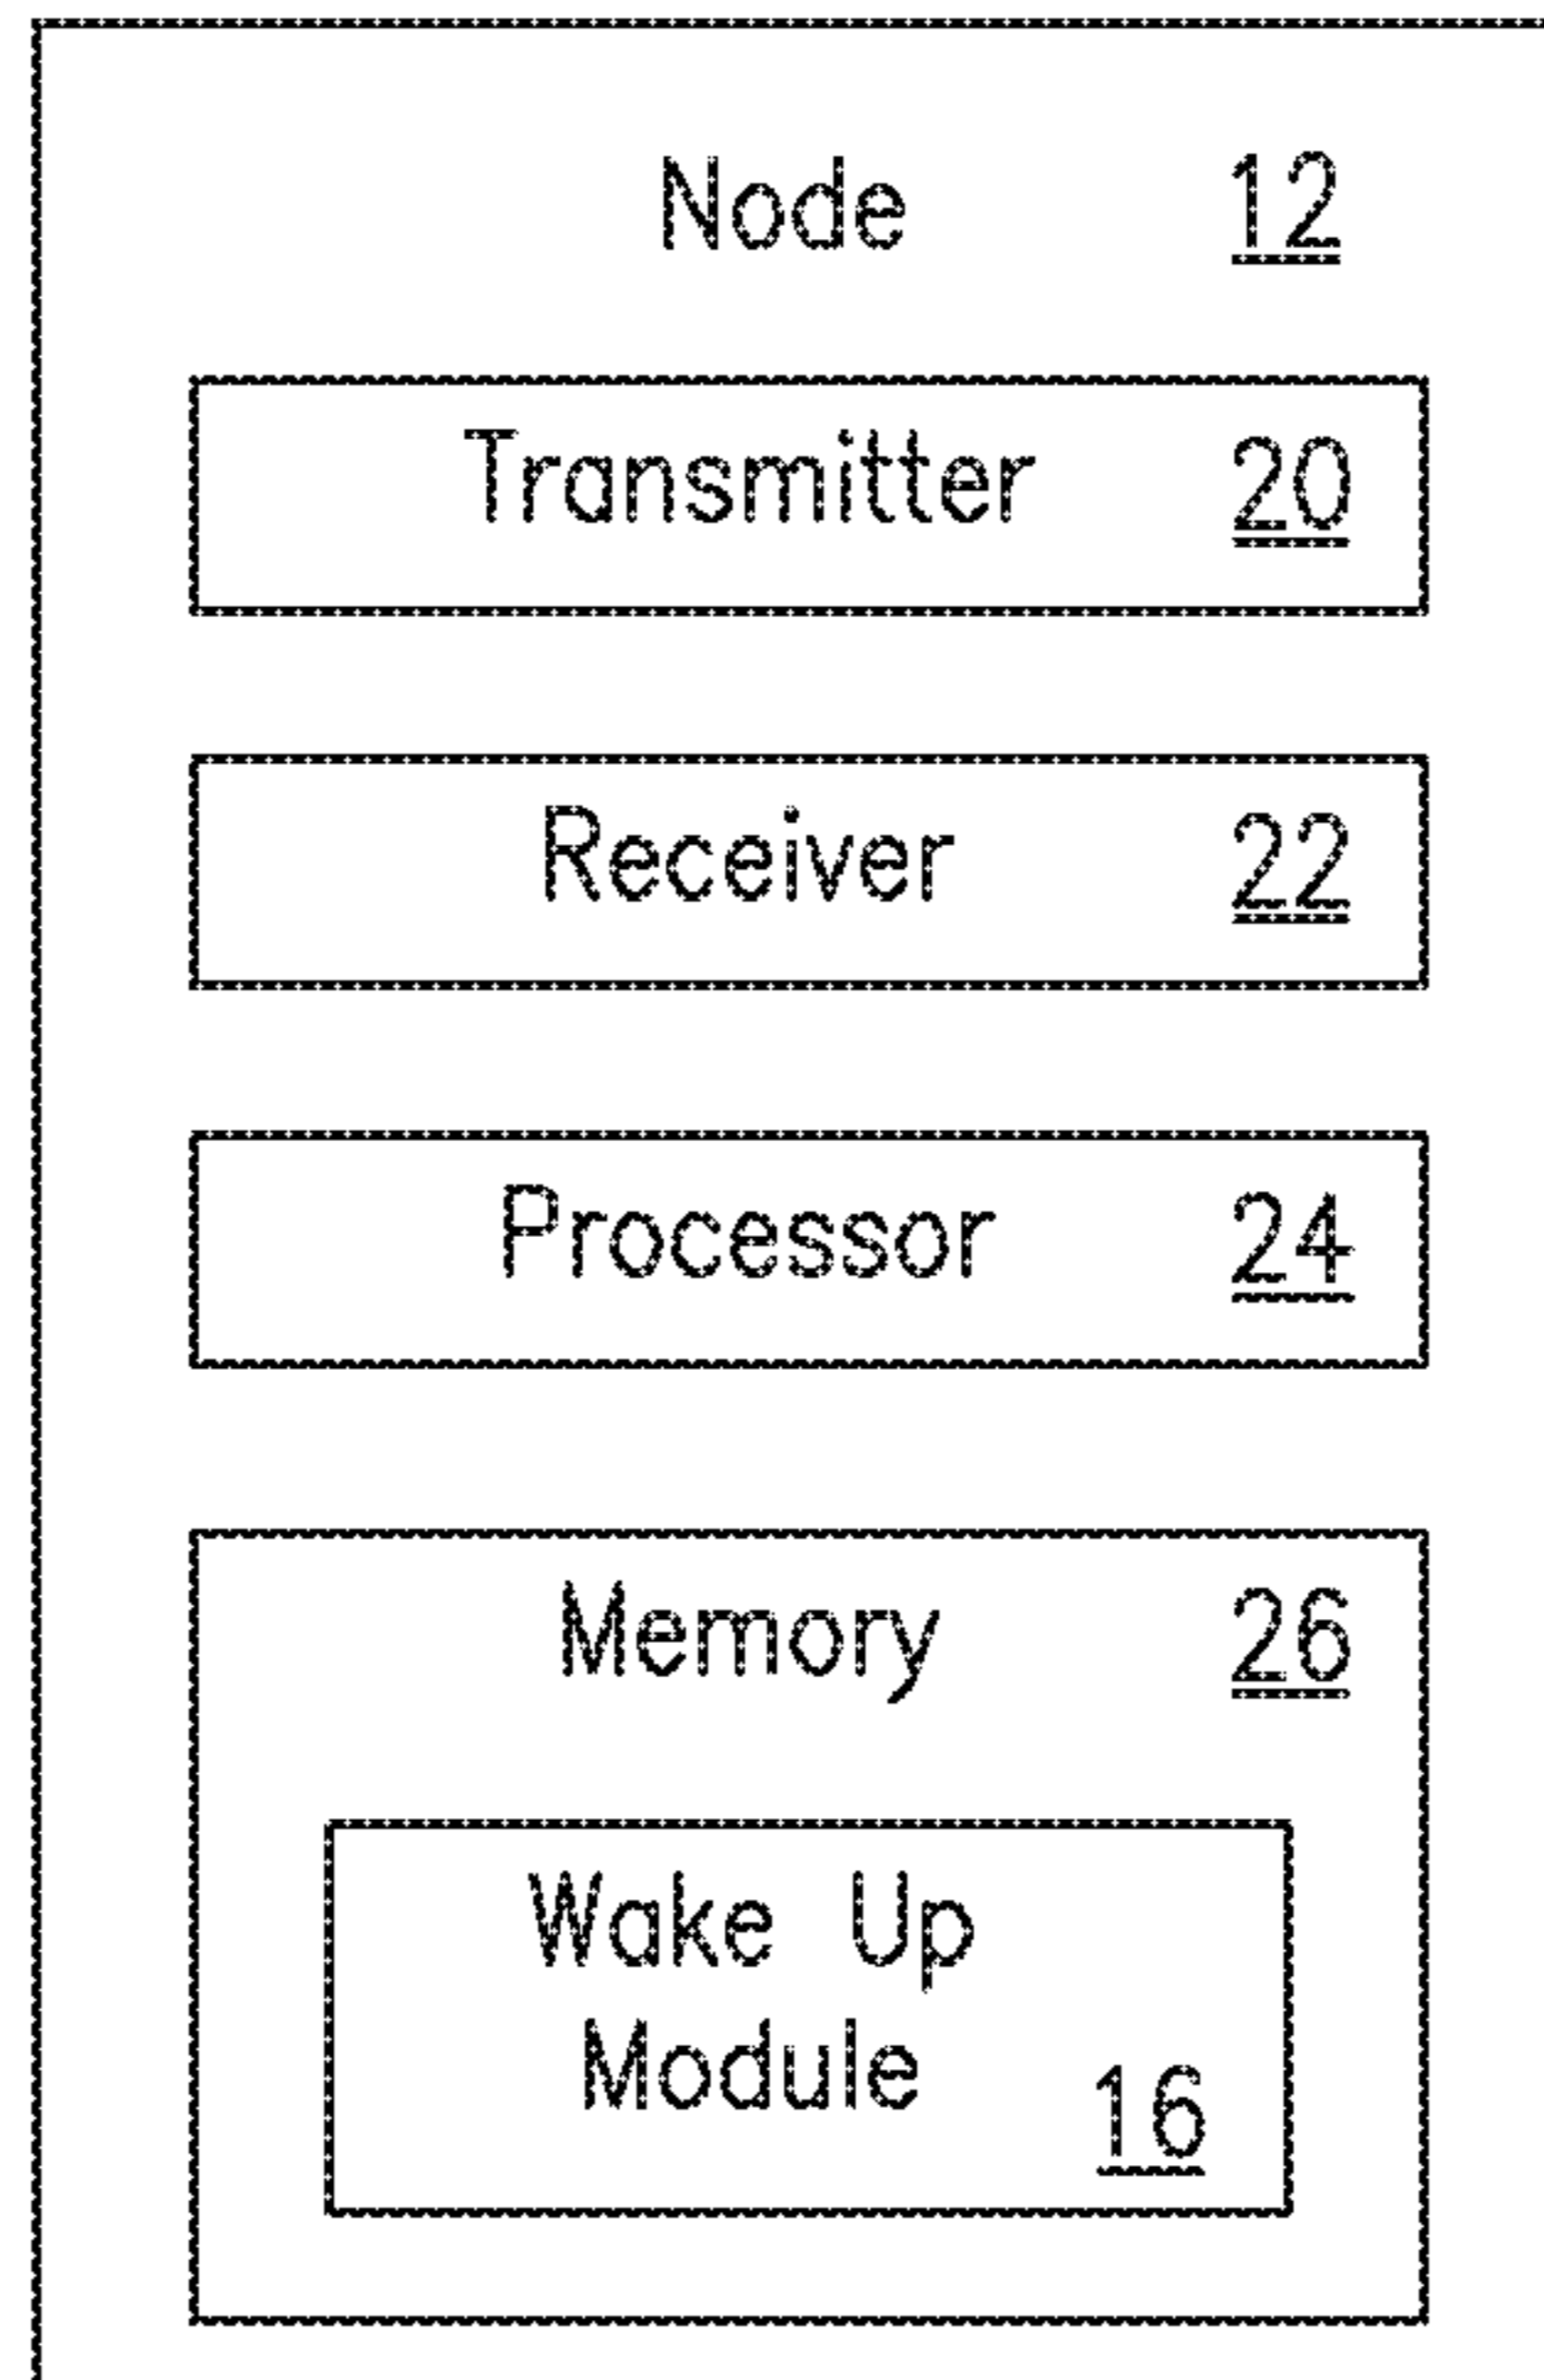 Node 12
Transmitter 20
Receiver 22
Processor 24
Memory 26
Wake Up
Module 16